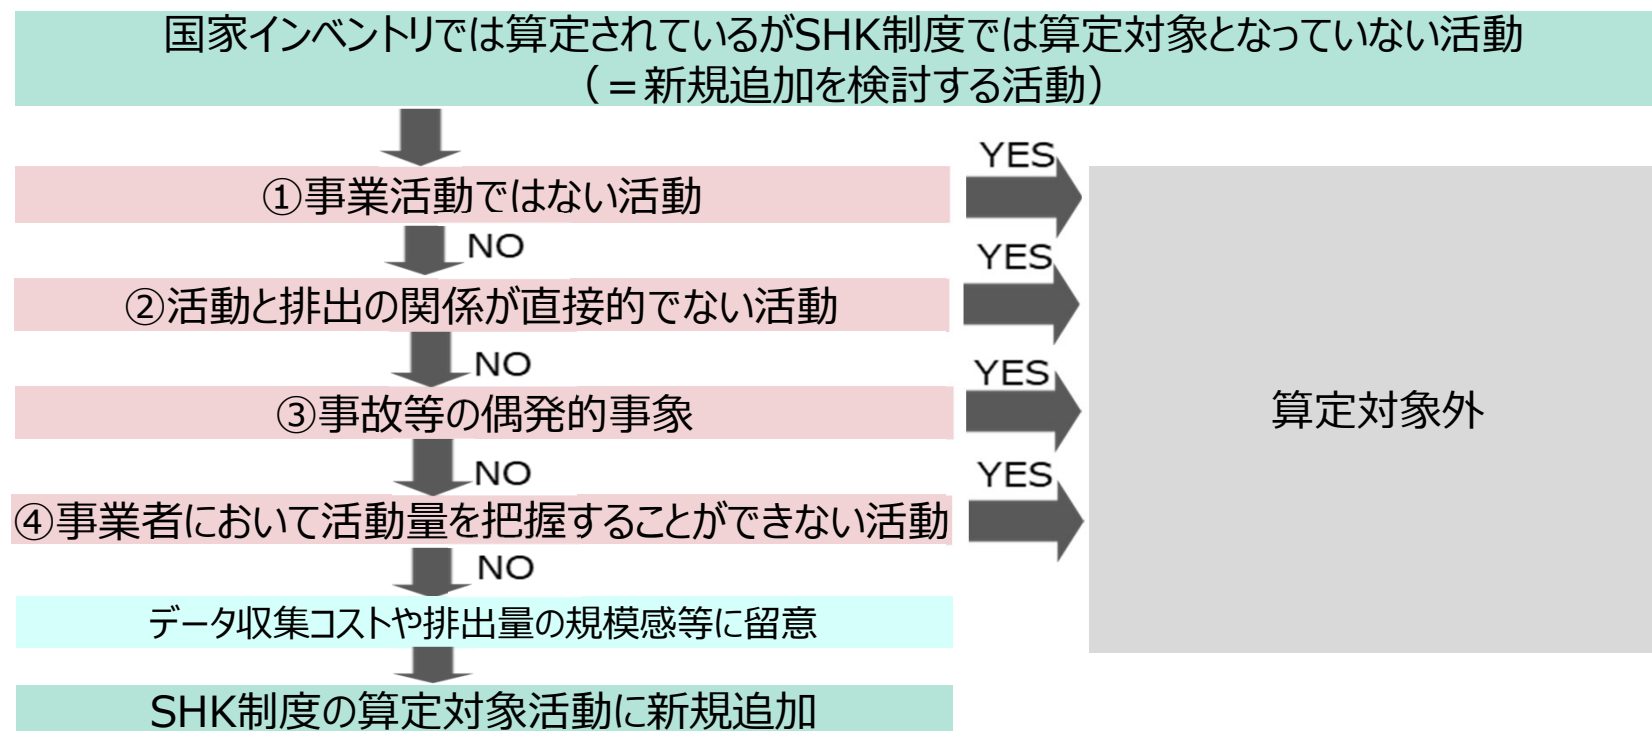 国家インベントリでは算定されているがSHK制度では算定対象となっていない活動
（＝新規追加を検討する活動）
YES
①事業活動ではない活動
NO
YES
②活動と排出の関係が直接的でない活動
NO
YES
③事故等の偶発的事象
算定対象外
NO
YES
④事業者において活動量を把握することができない活動
NO
データ収集コストや排出量の規模感等に留意
SHK制度の算定対象活動に新規追加